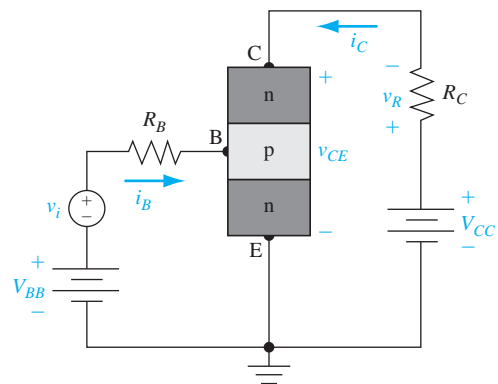 C
i_C
−
+
n
v_R
R_C
R_B
+
B
p
v_CE
i_B
v_i
+
−
n
+
V_CC
−
−
E
+
V_BB
−